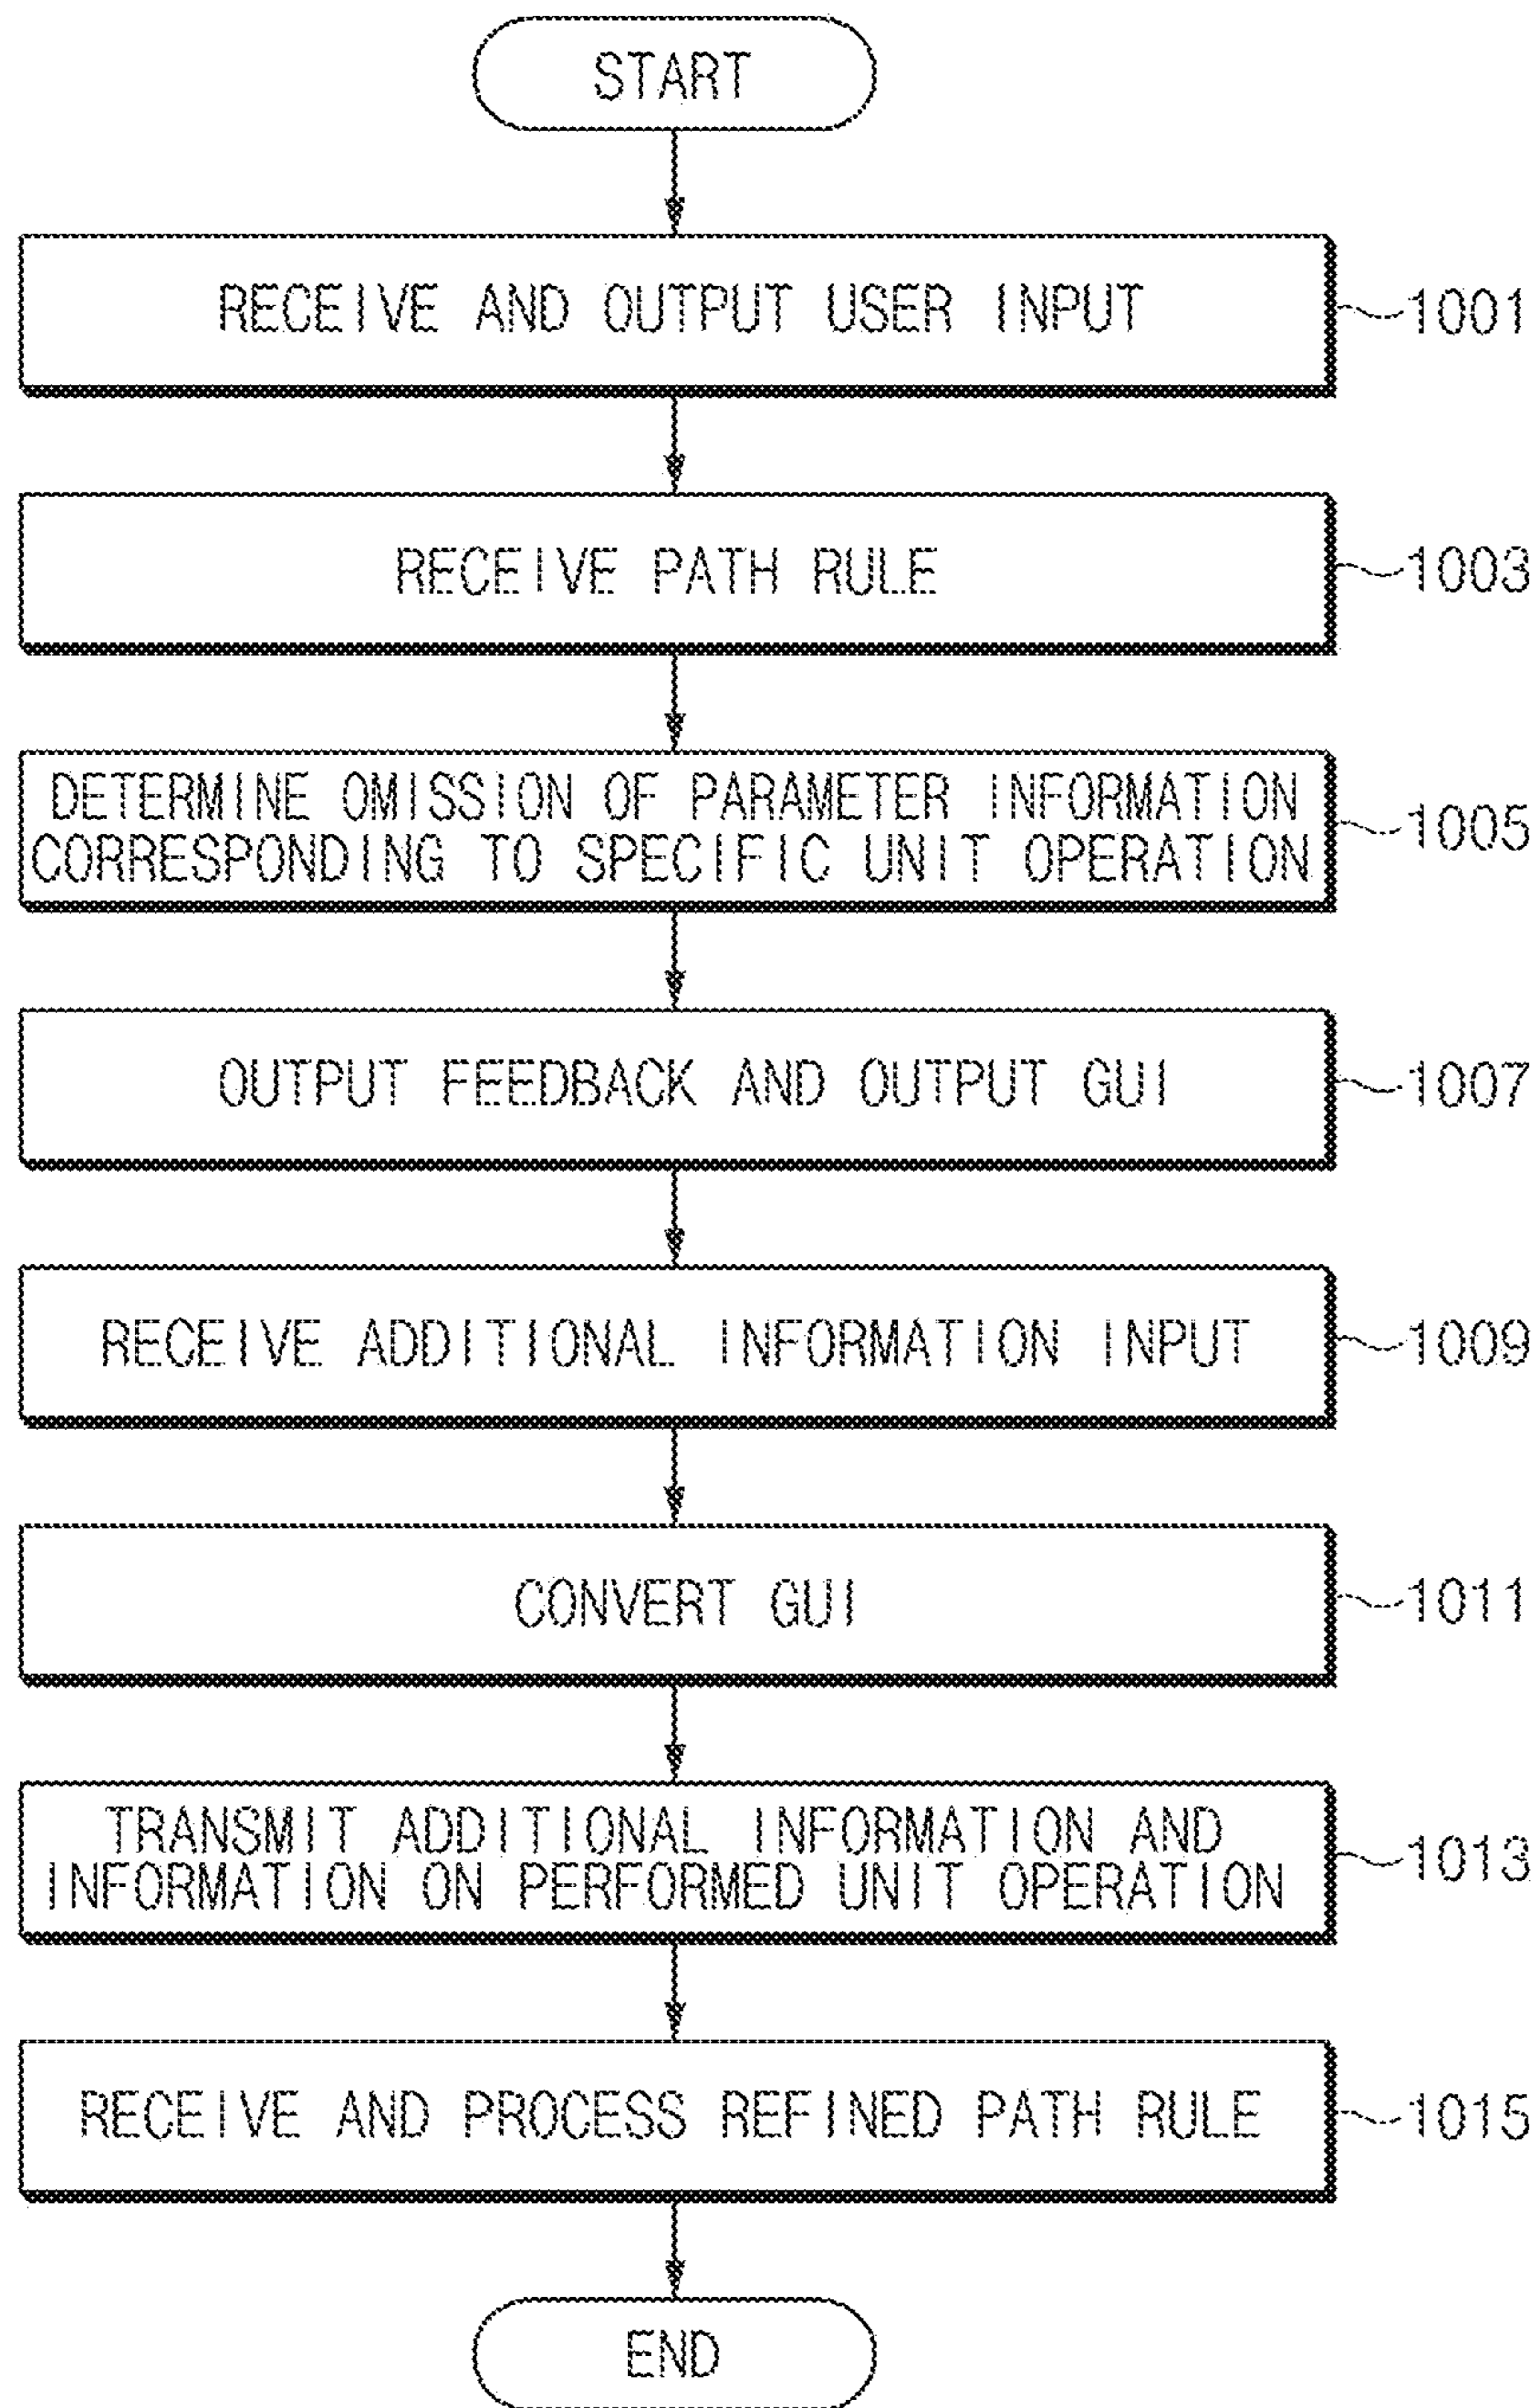 START
RECEIVE AND OUTPUT USER INPUT
1001
RECEIVE PATH RULE
1003
DETERMINE OMISSION OF PARAMETER INFORMATION
CORRESPONDING TO SPECIFIC UNIT OPERATION
1005
OUTPUT FEEDBACK AND OUTPUT GUI
1007
RECEIVE ADDITIONAL INFORMATION INPUT
1009
CONVERT GUI
1011
TRANSMIT ADDITIONAL INFORMATION AND
INFORMATION ON PERFORMED UNIT OPERATION
1013
RECEIVE AND PROCESS REFINED PATH RULE
1015
END